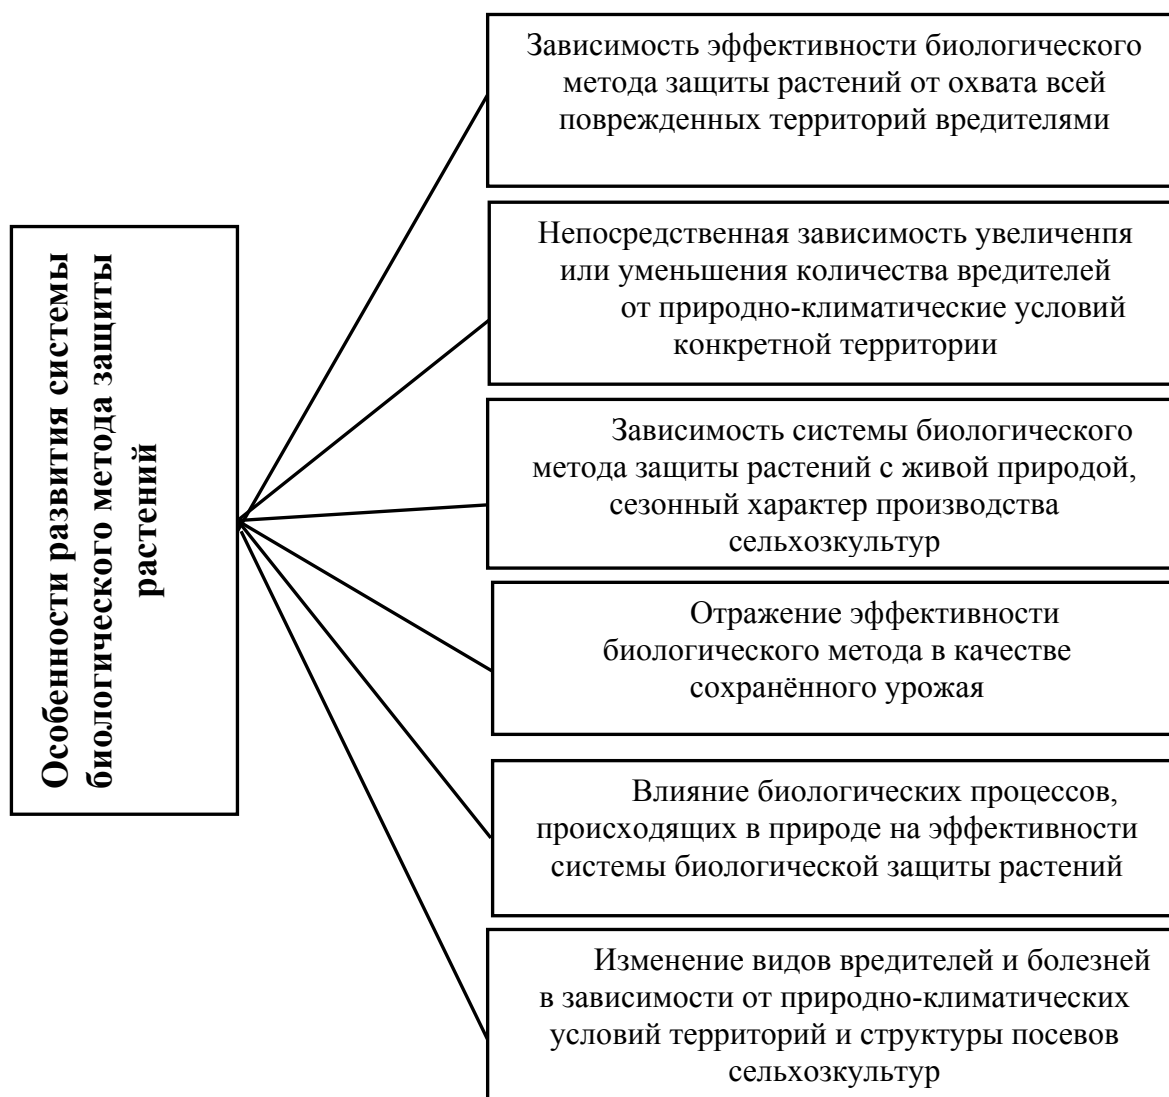 Особенности развития системы
биологического метода защиты
растений
Зависимость эффективности биологического
метода защиты растений от охвата всей
поврежденных территорий вредителями
Непосредственная зависимость увеличенпя
или уменьшения количества вредителей
от природно-климатические условий
конкретной территории
Зависимость системы биологического
метода защиты растений с живой природой,
сезонный характер производства
сельхозкультур
Отражение эффективности
биологического метода в качестве
сохранённого урожая
Влияние биологических процессов,
происходящих в природе на эффективности
системы биологической защиты растений
Изменение видов вредителей и болезней
в зависимости от природно-климатических
условий территорий и структуры посевов
сельхозкультур